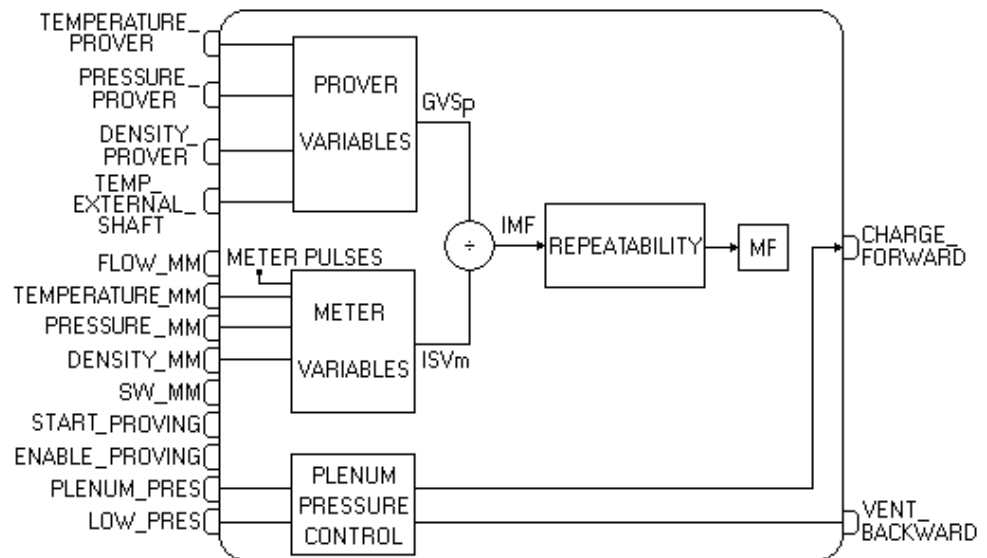 TEMPERATURE_
PROVER
PRESSURE_
PROVER
DENSITY_
PROVER
TEMP_
EXTERNAL_
SHAFT
FLOW_MM
TEMPERATURE_MM
PRESSURE_MM
DENSITY_MM
SW_MM
START_PROVING
ENABLE_PROVING
PLENUM_PRES
LOW_PRES
PROVER
VARIABLES
GVSp
METER PULSES
METER
VARIABLES
ISVm
÷
IMF
REPEATABILITY
MF
PLENUM
PRESSURE
CONTROL
CHARGE_
FORWARD
VENT_
BACKWARD